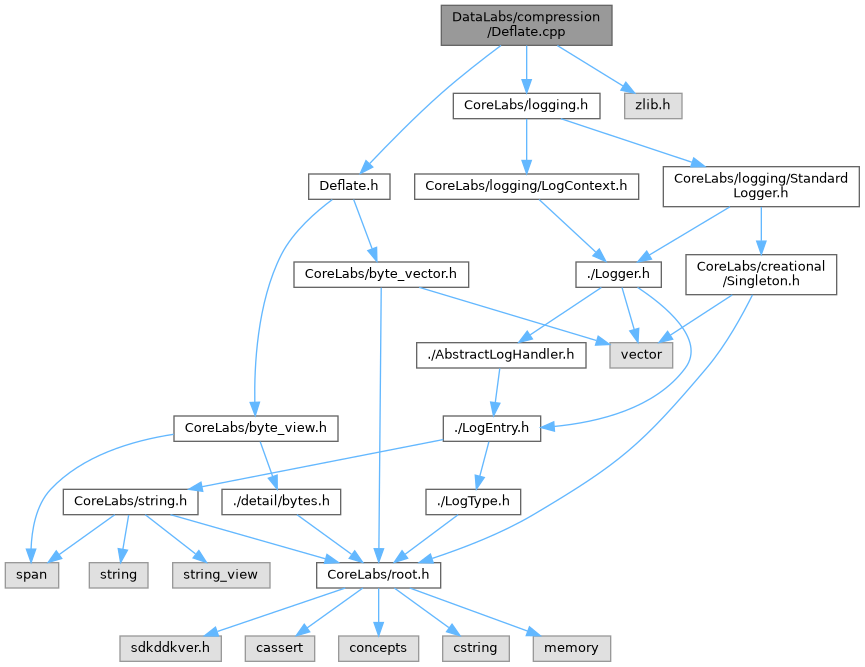 DataLabs/compression
/Deflate.cpp
CoreLabs/logging.h
zlib.h
Deflate.h
CoreLabs/logging/LogContext.h
CoreLabs/logging/Standard
Logger.h
CoreLabs/byte_vector.h
./Logger.h
CoreLabs/creational
/Singleton.h
./AbstractLogHandler.h
vector
CoreLabs/byte_view.h
./LogEntry.h
CoreLabs/string.h
./detail/bytes.h
./LogType.h
span
string
string_view
CoreLabs/root.h
sdkddkver.h
cassert
concepts
cstring
memory